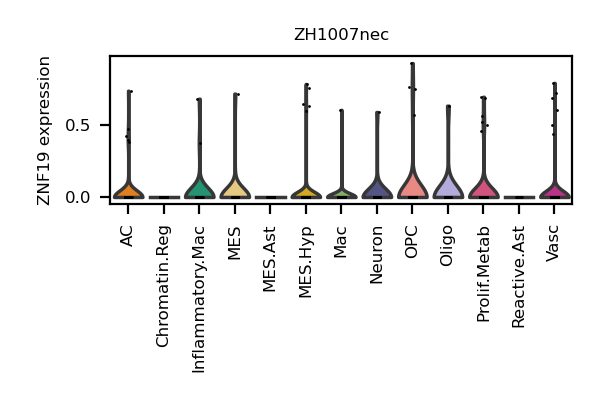 ZH1007nec
ZNF19 expression
0.5
0.0
AC
Chromatin.Reg
Inflammatory.Mac
MES
MES.Ast
MES.Hyp
Mac
Neuron
OPC
Oligo
Prolif.Metab
Reactive.Ast
Vasc